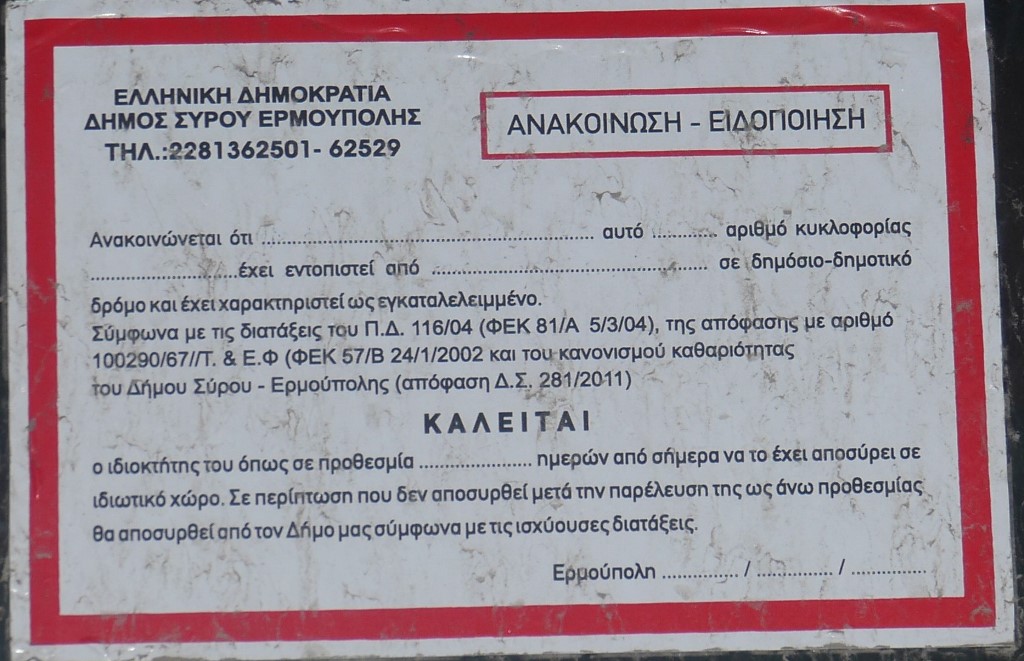 ΕΛΛΗΝΙΚΗ ΔΗΜΟΚΡΑΤΙΑ
ΔΗΜΟΣ ΣΥΡΟΥ ΕΡΜΟΥΠΟΛΗΣ
ΤΗΛ.:2281362501- 62529
ΑΝΑΚΟΙΝΩΣΗ - ΕΙΔΟΠΟΙΗΣΗ
Ανακοινώνεται ότι .................................................... αυτό ........... αριθμό κυκλοφορίας
.........................έχει εντοπιστεί από ............................................ σε δημόσιο-δημοτικό
δρόμο και έχει χαρακτηριστεί ως εγκαταλελειμμένο.
Σύμφωνα με τις διατάξεις του Π.Δ. 116/04 (ΦΕΚ 81/Α 5/3/04), της απόφασης με αριθμό
100290/67//Τ. & Ε.Φ (ΦΕΚ 57/Β 24/1/2002 και του κανονισμού καθαριότητας
του Δήμου Σύρου - Ερμούπολης (απόφαση Δ.Σ. 281/2011)
ΚΑΛΕΙΤΑΙ
ο ιδιοκτήτης του όπως σε προθεσμία .................. ημερών από σήμερα να το έχει αποσύρει σε
ιδιωτικό χώρο. Σε περίπτωση που δεν αποσυρθεί μετά την παρέλευση της ως άνω προθεσμίας
θα αποσυρθεί από τον Δήμο μας σύμφωνα με τις ισχύουσες διατάξεις.
Ερμούπολη ............. / ............. / .............